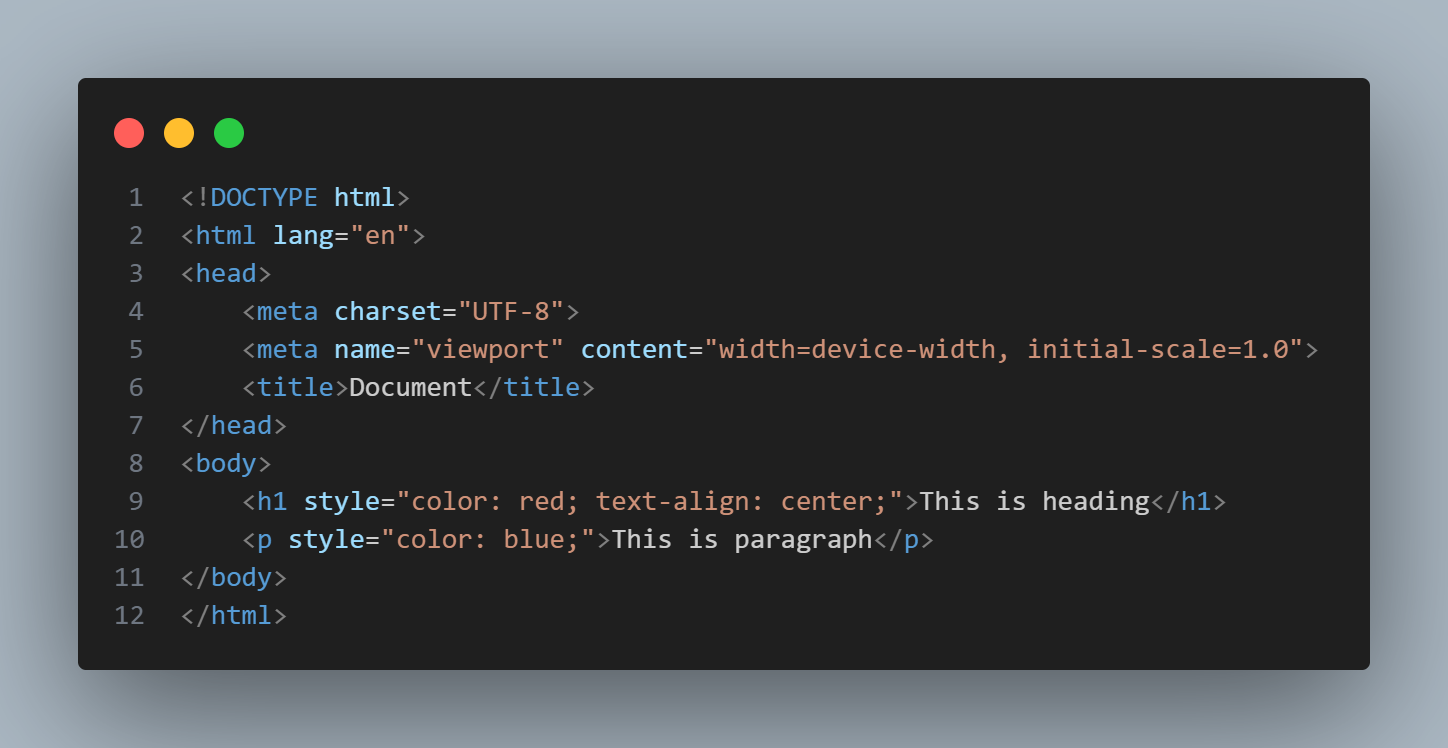 1 <!DOCTYPE html>
2 <html lang="en">
3 <head>
4     <meta charset="UTF-8">
5     <meta name="viewport" content="width=device-width, initial-scale=1.0">
6     <title>Document</title>
7 </head>
8 <body>
9     <h1 style="color: red; text-align: center;">This is heading</h1>
10     <p style="color: blue;">This is paragraph</p>
11 </body>
12 </html>